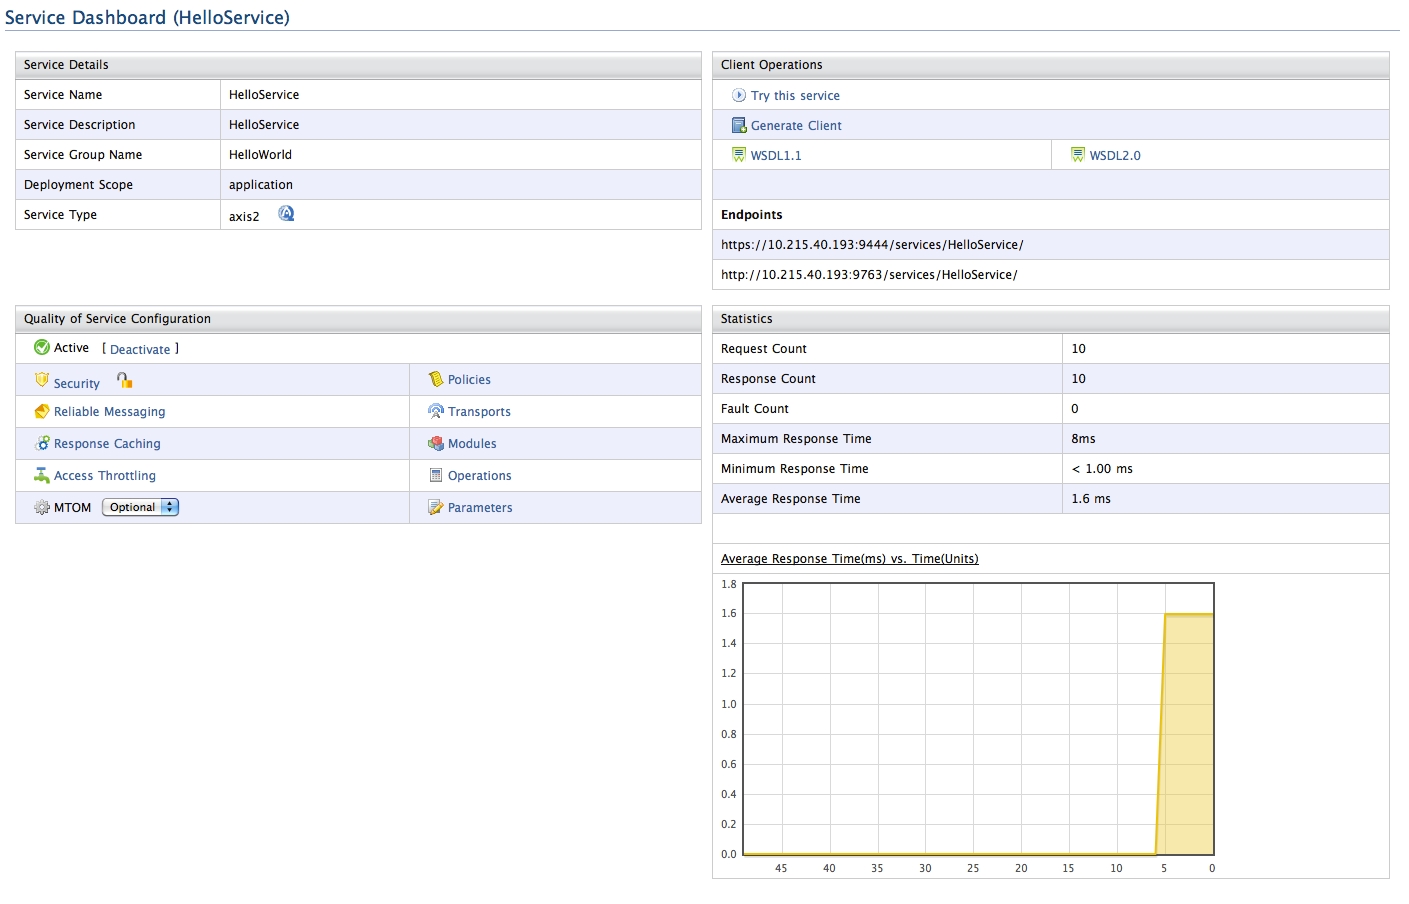 Service Dashboard (HelloService)
Service Details
Service Name HelloService
Service Description HelloService
Service Group Name HelloWorld
Deployment Scope application
Service Type axis2
Client Operations
Try this service
Generate Client
WSDL1.1 WSDL2.0
Endpoints
https://10.215.40.193:9444/services/HelloService/
http://10.215.40.193:9763/services/HelloService/
Quality of Service Configuration
Active [ Deactivate ]
Security Policies
Reliable Messaging Transports
Response Caching Modules
Access Throttling Operations
MTOM Optional Parameters
Statistics
Request Count 10
Response Count 10
Fault Count 0
Maximum Response Time 8ms
Minimum Response Time < 1.00 ms
Average Response Time 1.6 ms
Average Response Time(ms) vs. Time(Units)
1.8
1.6
1.4
1.2
1.0
0.8
0.6
0.4
0.2
0.0
45 40 35 30 25 20 15 10 5 0